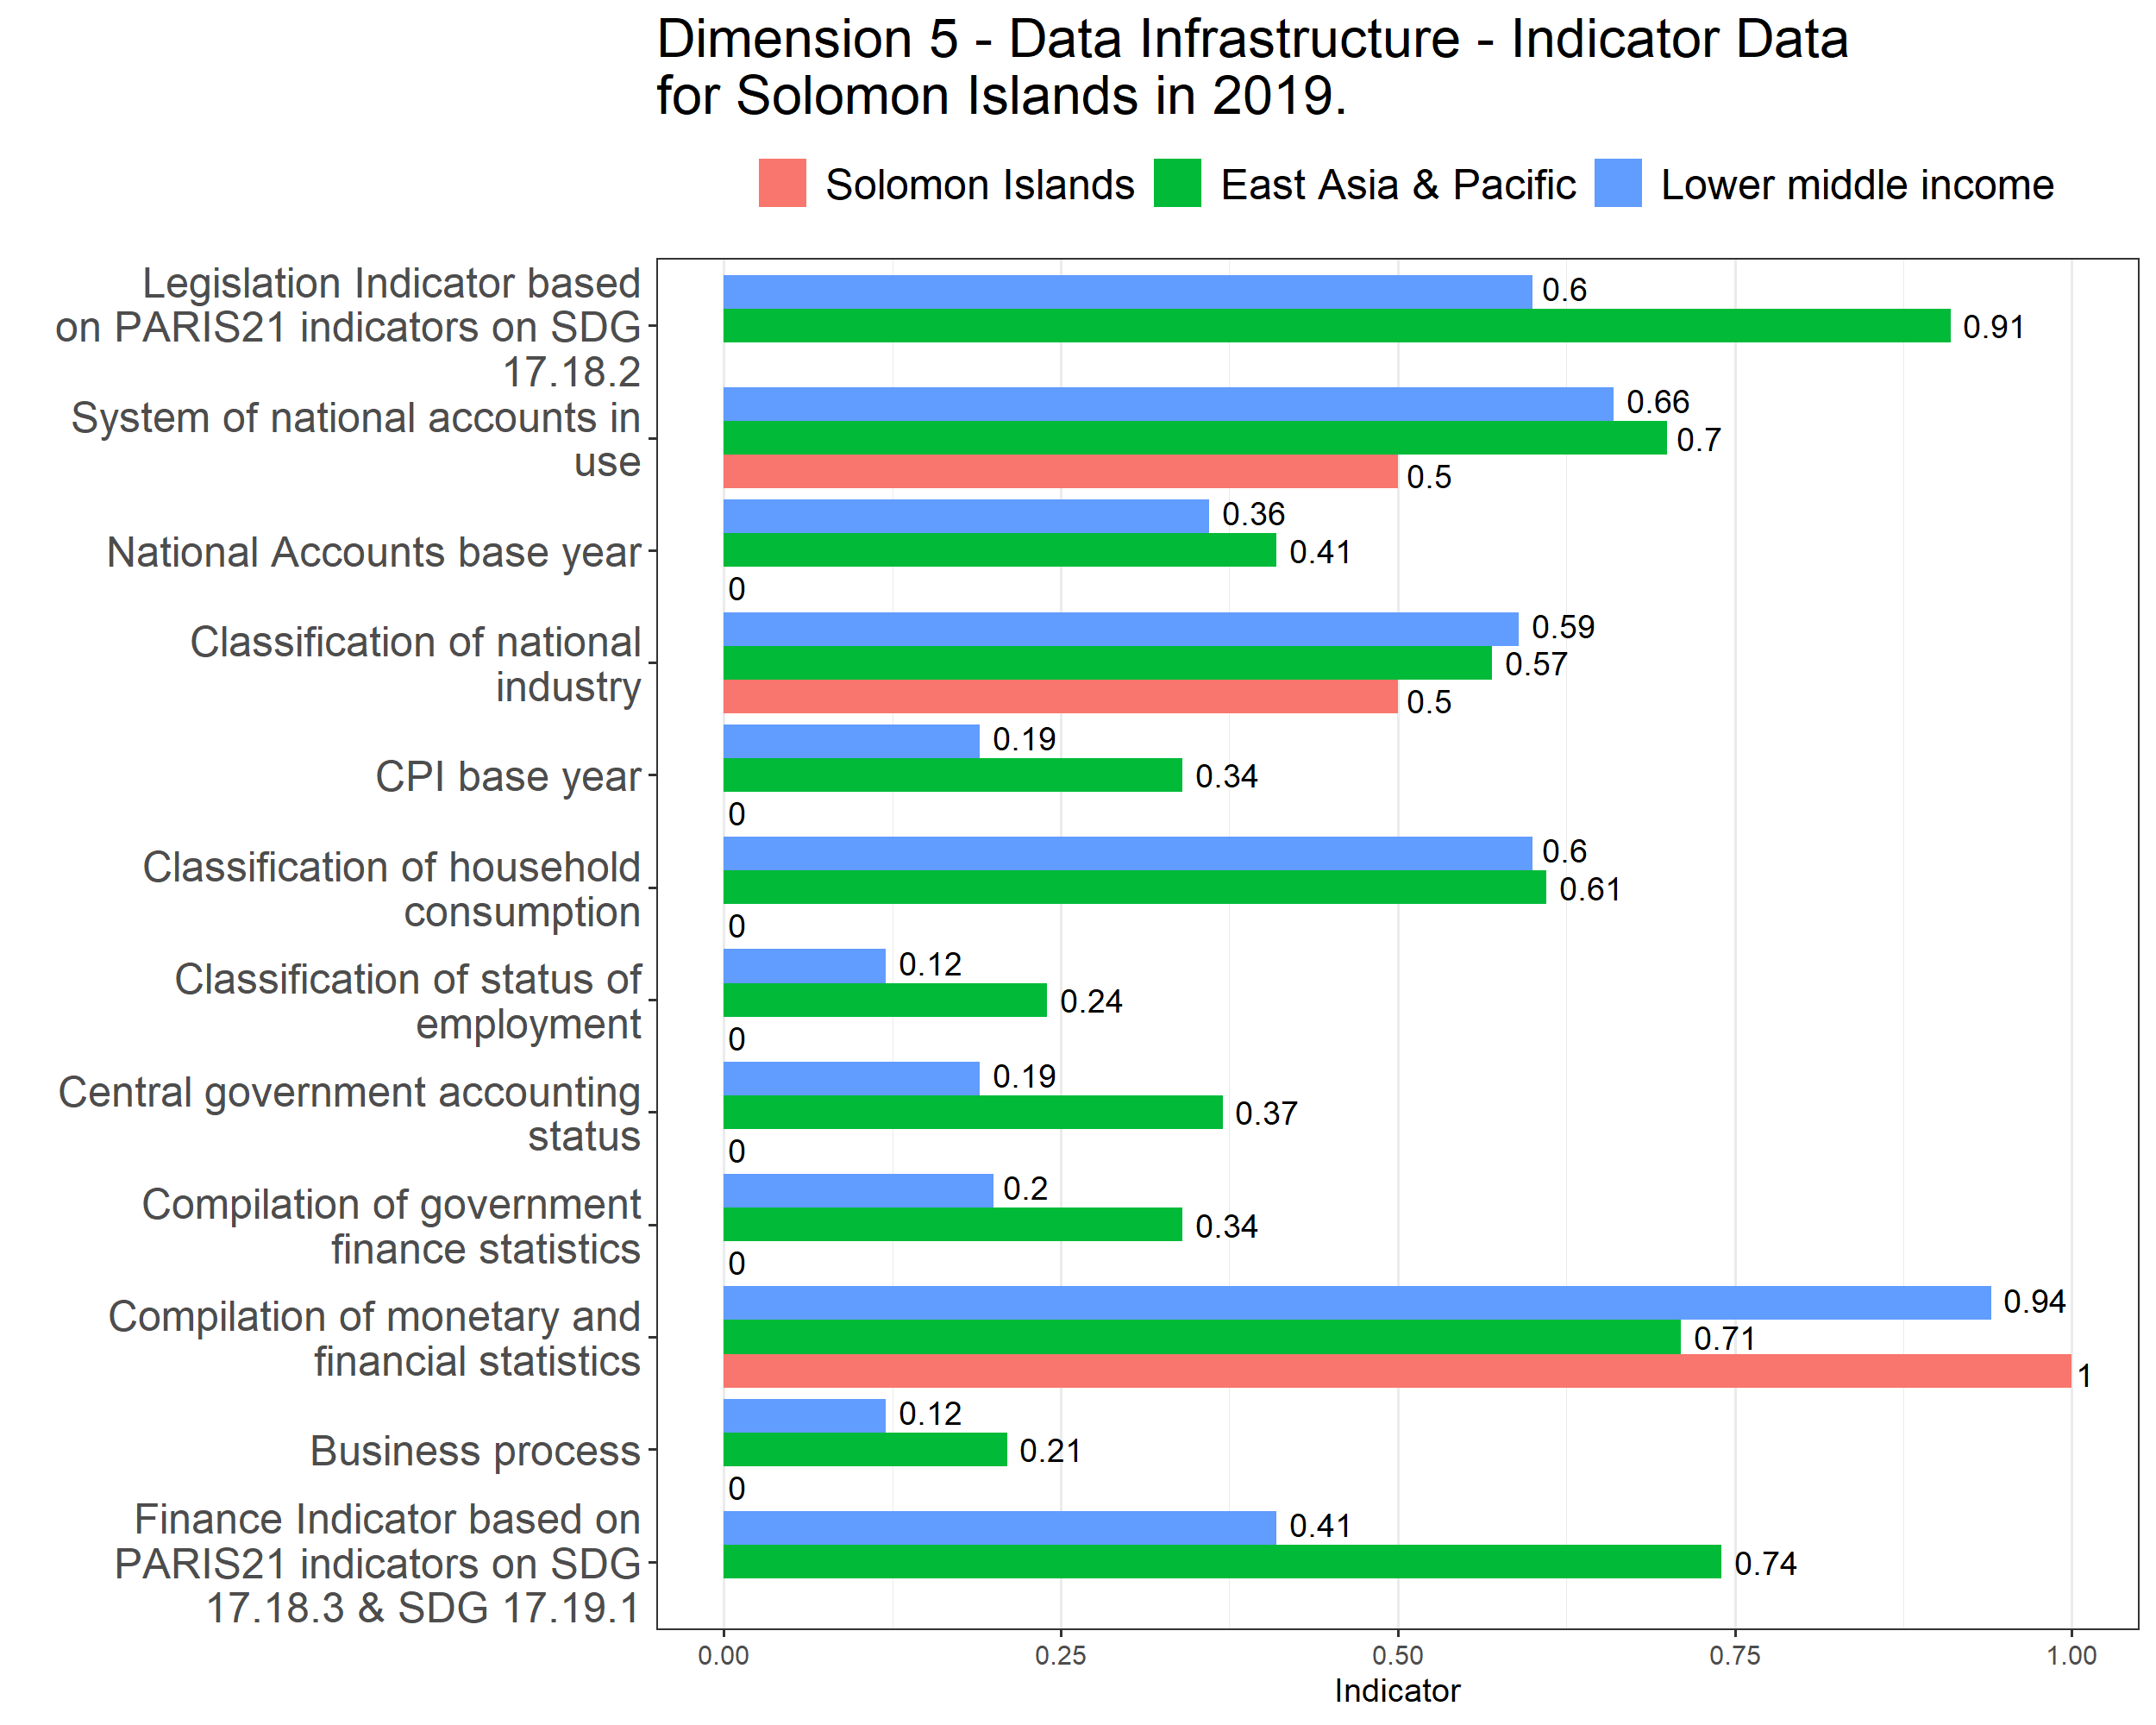 Dimension 5 - Data Infrastructure - Indicator Data
for Solomon Islands in 2019.
Solomon Islands East Asia & Pacific Lower middle income
Legislation Indicator based
on PARIS21 indicators on SDG
17.18.2
0.6
0.91
System of national accounts in
use
0.66
0.7
0.5
National Accounts base year
0.36
0.41
0
Classification of national
industry
0.59
0.57
0.5
CPI base year
0.19
0.34
0
Classification of household
consumption
0.6
0.61
0
Classification of status of
employment
0.12
0.24
0
Central government accounting
status
0.19
0.37
0
Compilation of government
finance statistics
0.2
0.34
0
Compilation of monetary and
financial statistics
0.94
0.71
1
Business process
0.12
0.21
0
Finance Indicator based on
PARIS21 indicators on SDG
17.18.3 & SDG 17.19.1
0.41
0.74
0.00 0.25 0.50 0.75 1.00
Indicator